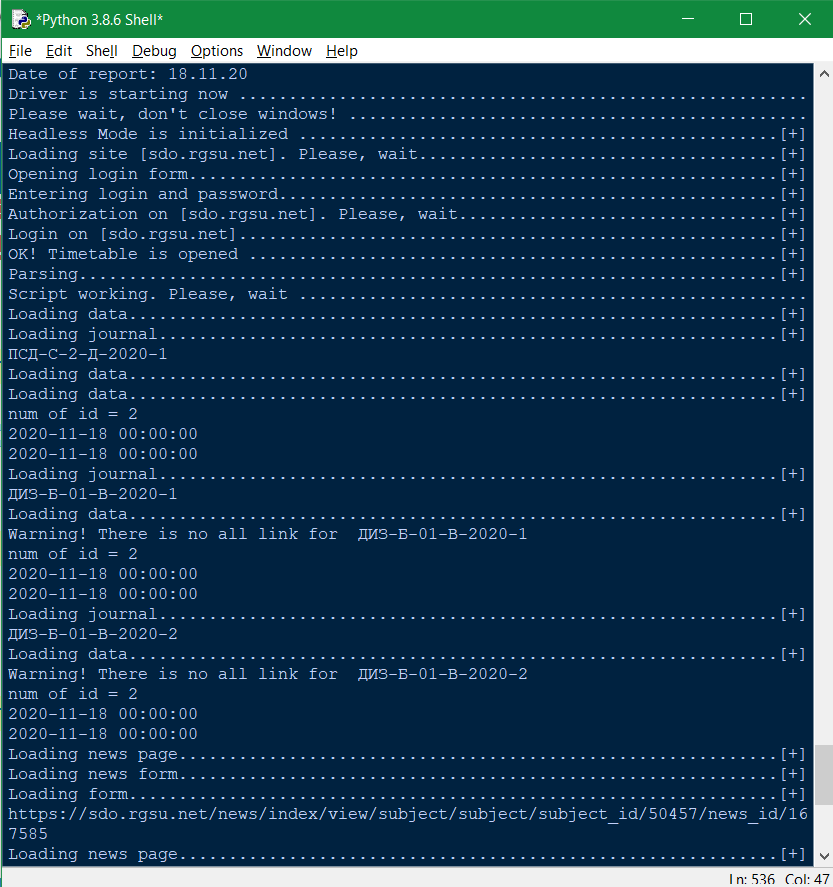 *Python 3.8.6 Shell*
File Edit Shell Debug Options Window Help
Date of report: 18.11.20
Driver is starting now .........................................................
Please wait, don't close windows! ..............................................
Headless Mode is initialized ................................................[+]
Loading site [sdo.rgsu.net]. Please, wait....................................[+]
Opening login form...........................................................[+]
Entering login and password..................................................[+]
Authorization on [sdo.rgsu.net]. Please, wait................................[+]
Login on [sdo.rgsu.net]......................................................[+]
OK! Timetable is opened .....................................................[+]
Parsing......................................................................[+]
Script working. Please, wait ...................................................
Loading data.................................................................[+]
Loading journal..............................................................[+]
ПСД-С-2-Д-2020-1
Loading data.................................................................[+]
Loading data.................................................................[+]
num of id = 2
2020-11-18 00:00:00
2020-11-18 00:00:00
Loading journal..............................................................[+]
ДИЗ-Б-01-В-2020-1
Loading data.................................................................[+]
Warning! There is no all link for  ДИЗ-Б-01-В-2020-1
num of id = 2
2020-11-18 00:00:00
2020-11-18 00:00:00
Loading journal..............................................................[+]
ДИЗ-Б-01-В-2020-2
Loading data.................................................................[+]
Warning! There is no all link for  ДИЗ-Б-01-В-2020-2
num of id = 2
2020-11-18 00:00:00
2020-11-18 00:00:00
Loading news page............................................................[+]
Loading news form............................................................[+]
Loading form.................................................................[+]
https://sdo.rgsu.net/news/index/view/subject/subject/subject_id/50457/news_id/16
7585
Loading news page............................................................[+]
Ln: 536 Col: 47